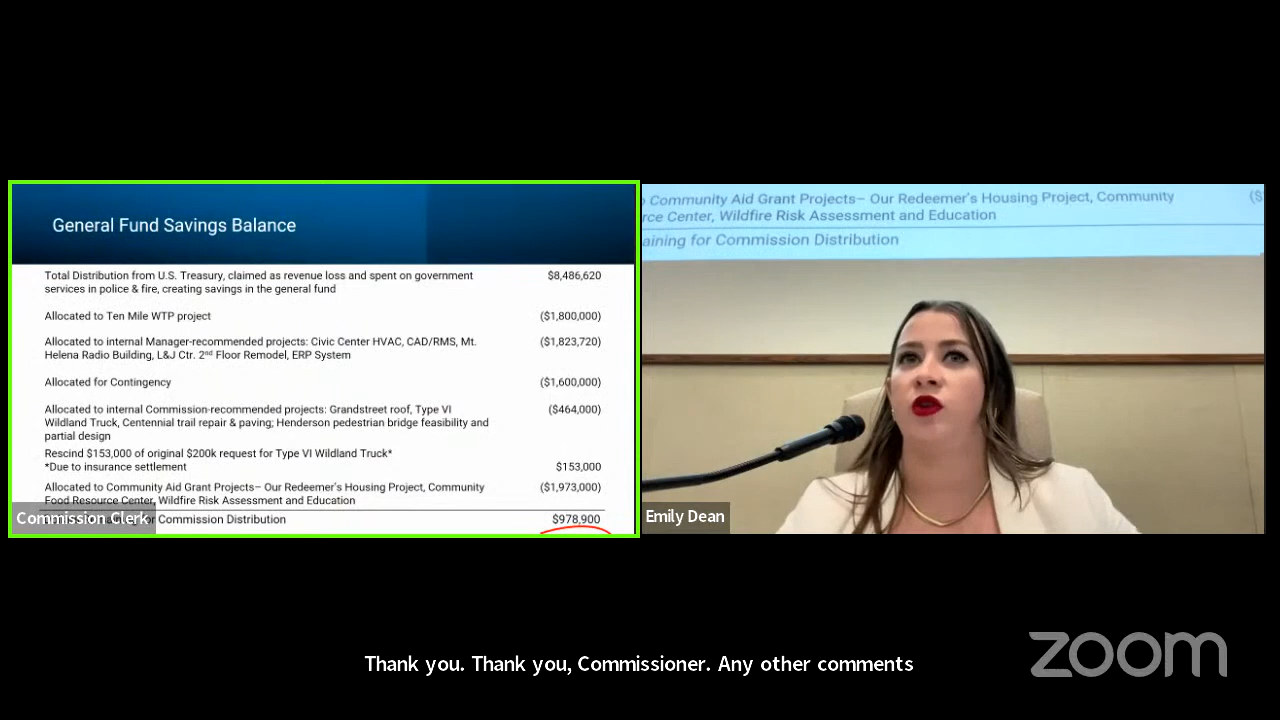 General Fund Savings Balance
Total Distribution from U.S. Treasury, claimed as revenue loss and spent on government $8,486,620
services in police & fire, creating savings in the general fund
Allocated to Ten Mile WTP project ($1,800,000)
Allocated to internal Manager-recommended projects: Civic Center HVAC, CAD/RMS, Mt. ($1,823,720)
Helena Radio Building, L&J Ctr. 2nd Floor Remodel, ERP System
Allocated for Contingency ($1,600,000)
Allocated to internal Commission-recommended projects: Grandstreet roof, Type VI ($464,000)
Wildland Truck, Centennial trail repair & paving; Henderson pedestrian bridge feasibility and
partial design
Rescind $153,000 of original $200k request for Type VI Wildland Truck*
*Due to insurance settlement $153,000
Allocated to Community Aid Grant Projects– Our Redeemer's Housing Project, Community ($1,973,000)
Food Resource Center, Wildfire Risk Assessment and Education
for Commission Distribution $978,900
Commission Clerk
Community Aid Grant Projects– Our Redeemer's Housing Project, Community ($
rce Center, Wildfire Risk Assessment and Education
aining for Commission Distribution
Emily Dean
Thank you. Thank you, Commissioner. Any other comments
zoom